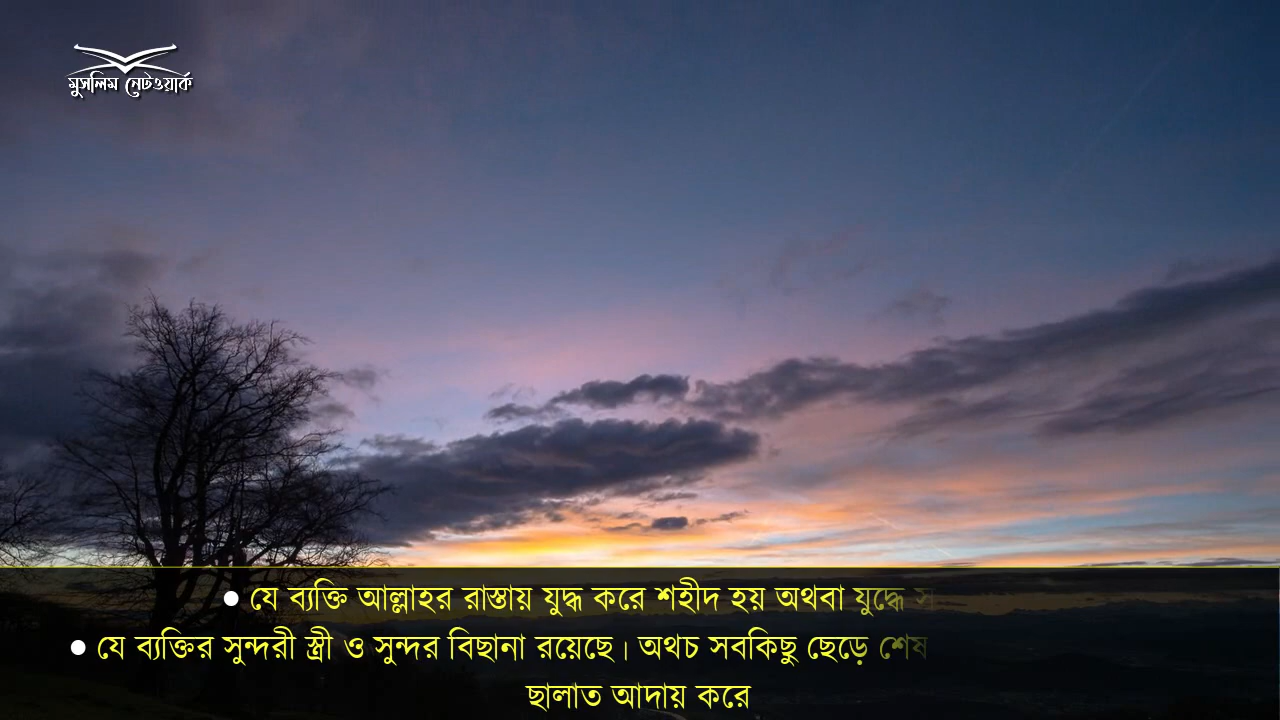 মুসলিম নেটওয়ার্ক
● যে ব্যক্তি আল্লাহর রাস্তায় যুদ্ধ করে শহীদ হয় অথবা যুদ্ধে
● যে ব্যক্তির সুন্দরী স্ত্রী ও সুন্দর বিছানা রয়েছে। অথচ সবকিছু ছেড়ে শেষ
ছালাত আদায় করে